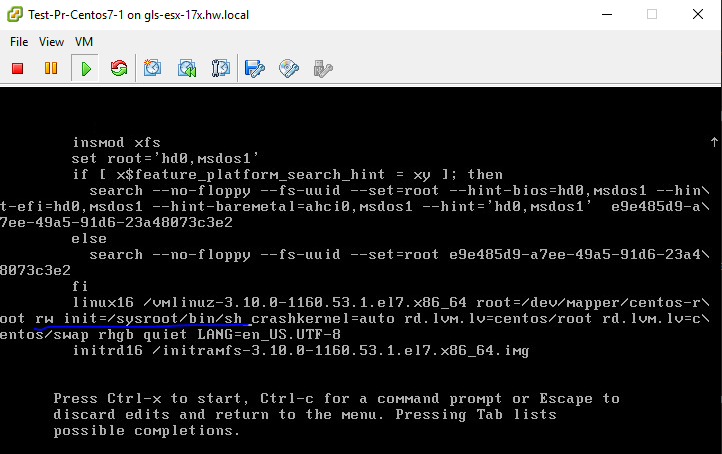 Test-Pr-Centos7-1 on gls-esx-17x.hw.local
File View VM
insmod xfs
set root='hd0,msdos1'
if [ x$feature_platform_search_hint = xy ]; then
search --no-floppy --fs-uuid --set=root --hint-bios=hd0,msdos1 --hin\
t-efi=hd0,msdos1 --hint-baremetal=ahci0,msdos1 --hint='hd0,msdos1'  e9e485d9-a\
7ee-49a5-91d6-23a48073c3e2
else
search --no-floppy --fs-uuid --set=root e9e485d9-a7ee-49a5-91d6-23a4\
8073c3e2
fi
linux16 /vmlinuz-3.10.0-1160.53.1.el7.x86_64 root=/dev/mapper/centos-r\
oot rw init=/sysroot/bin/sh crashkernel=auto rd.lvm.lv=centos/root rd.lvm.lv=c\
entos/swap rhgb quiet LANG=en_US.UTF-8
initrd16 /initramfs-3.10.0-1160.53.1.el7.x86_64.img
Press Ctrl-x to start, Ctrl-c for a command prompt or Escape to
discard edits and return to the menu. Pressing Tab lists
possible completions.